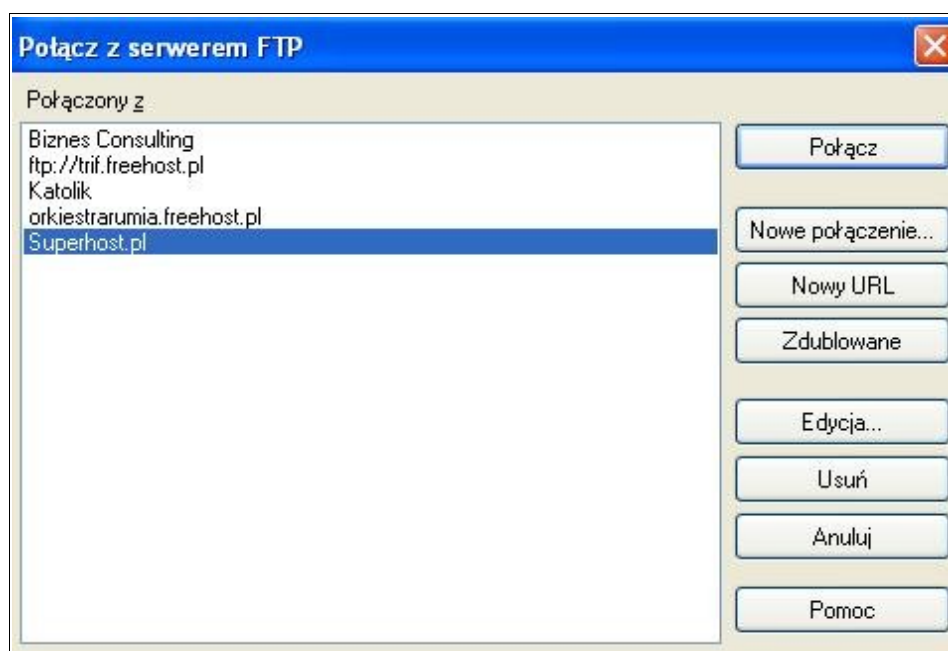 Połącz z serwerem FTP
Połączony z
Biznes Consulting
ftp://trif.freehost.pl
Katolik
orkiestrarumia.freehost.pl
Superhost.pl
Połącz
Nowe połączenie...
Nowy URL
Zdublowane
Edycja...
Usuń
Anuluj
Pomoc